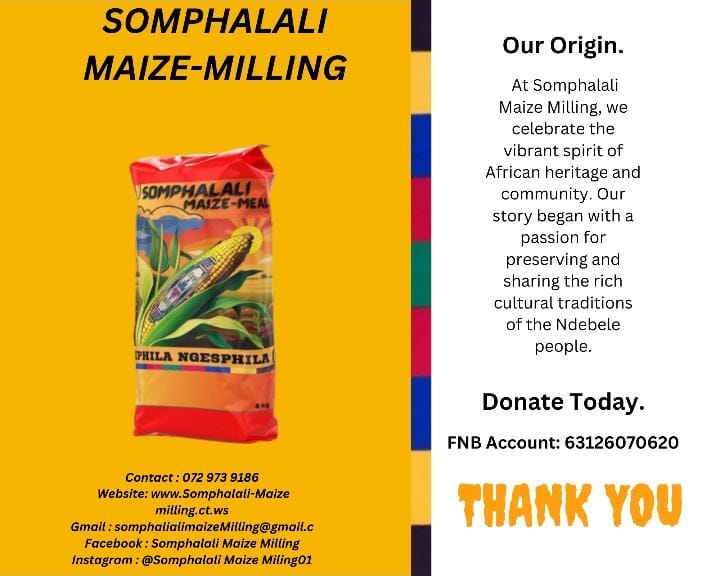 SOMPHALALI
MAIZE-MILLING
SOMPHALALI
MAIZE-MEAL
PHILA NGESPHILA
Contact : 072 973 9186
Website: www.Somphalali-Maize
milling.ct.ws
Gmail : somphalialimaizeMilling@gmail.c
Facebook : Somphalali Maize Milling
Instagram : @Somphalali Maize Miling01
Our Origin.
At Somphalali
Maize Milling, we
celebrate the
vibrant spirit of
African heritage and
community. Our
story began with a
passion for
preserving and
sharing the rich
cultural traditions
of the Ndebele
people.
Donate Today.
FNB Account: 63126070620
THANK YOU